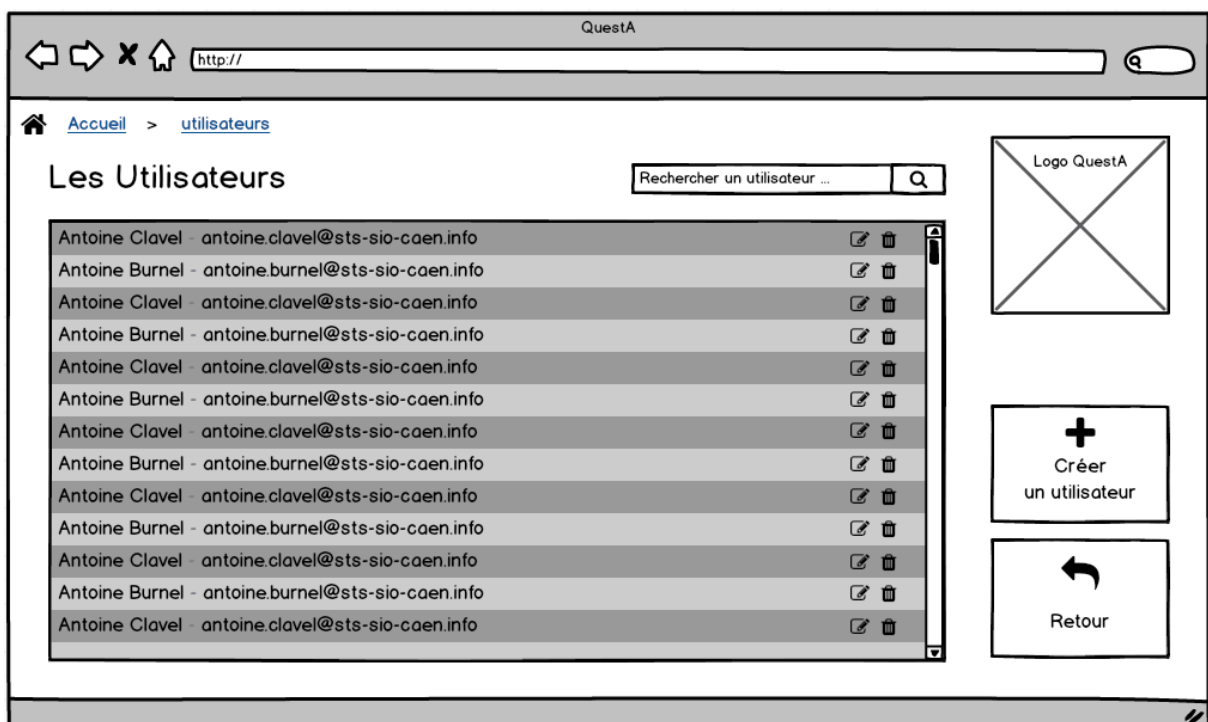 QuestA
http://
Accueil > utilisateurs
Les Utilisateurs
Rechercher un utilisateur ...
Logo QuestA
Antoine Clavel - antoine.clavel@sts-sio-caen.info
Antoine Burnel - antoine.burnel@sts-sio-caen.info
Antoine Clavel - antoine.clavel@sts-sio-caen.info
Antoine Burnel - antoine.burnel@sts-sio-caen.info
Antoine Clavel - antoine.clavel@sts-sio-caen.info
Antoine Burnel - antoine.burnel@sts-sio-caen.info
Antoine Clavel - antoine.clavel@sts-sio-caen.info
Antoine Burnel - antoine.burnel@sts-sio-caen.info
Antoine Clavel - antoine.clavel@sts-sio-caen.info
Antoine Burnel - antoine.burnel@sts-sio-caen.info
Antoine Clavel - antoine.clavel@sts-sio-caen.info
Antoine Burnel - antoine.burnel@sts-sio-caen.info
Antoine Clavel - antoine.clavel@sts-sio-caen.info
Créer
un utilisateur
Retour